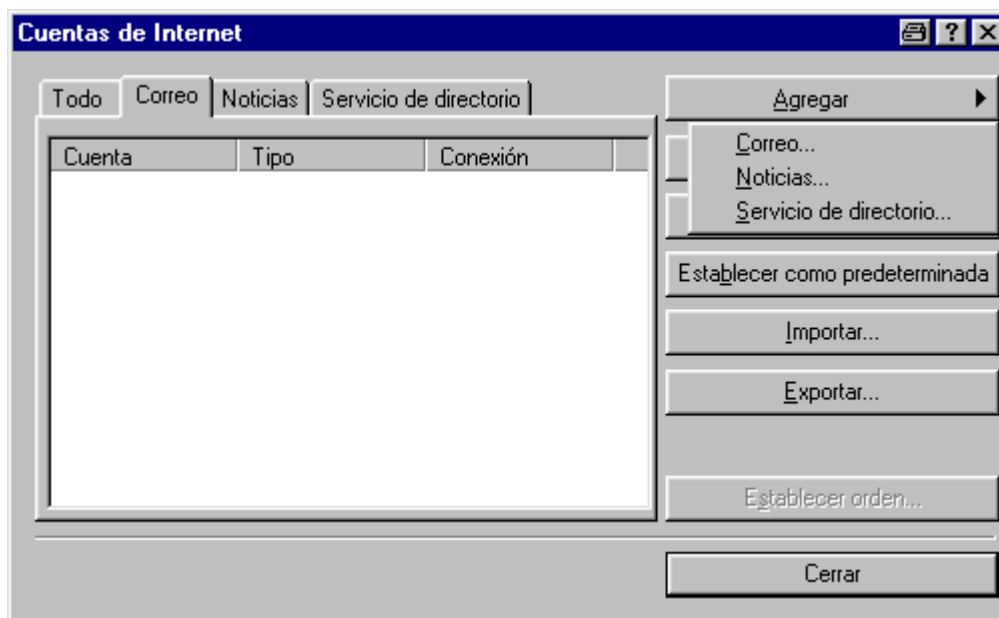 Cuentas de Internet
Todo Correo Noticias Servicio de directorio
Cuenta Tipo Conexión
Agregar
Correo...
Noticias...
Servicio de directorio...
Establecer como predeterminada
Importar...
Exportar...
Establecer orden...
Cerrar